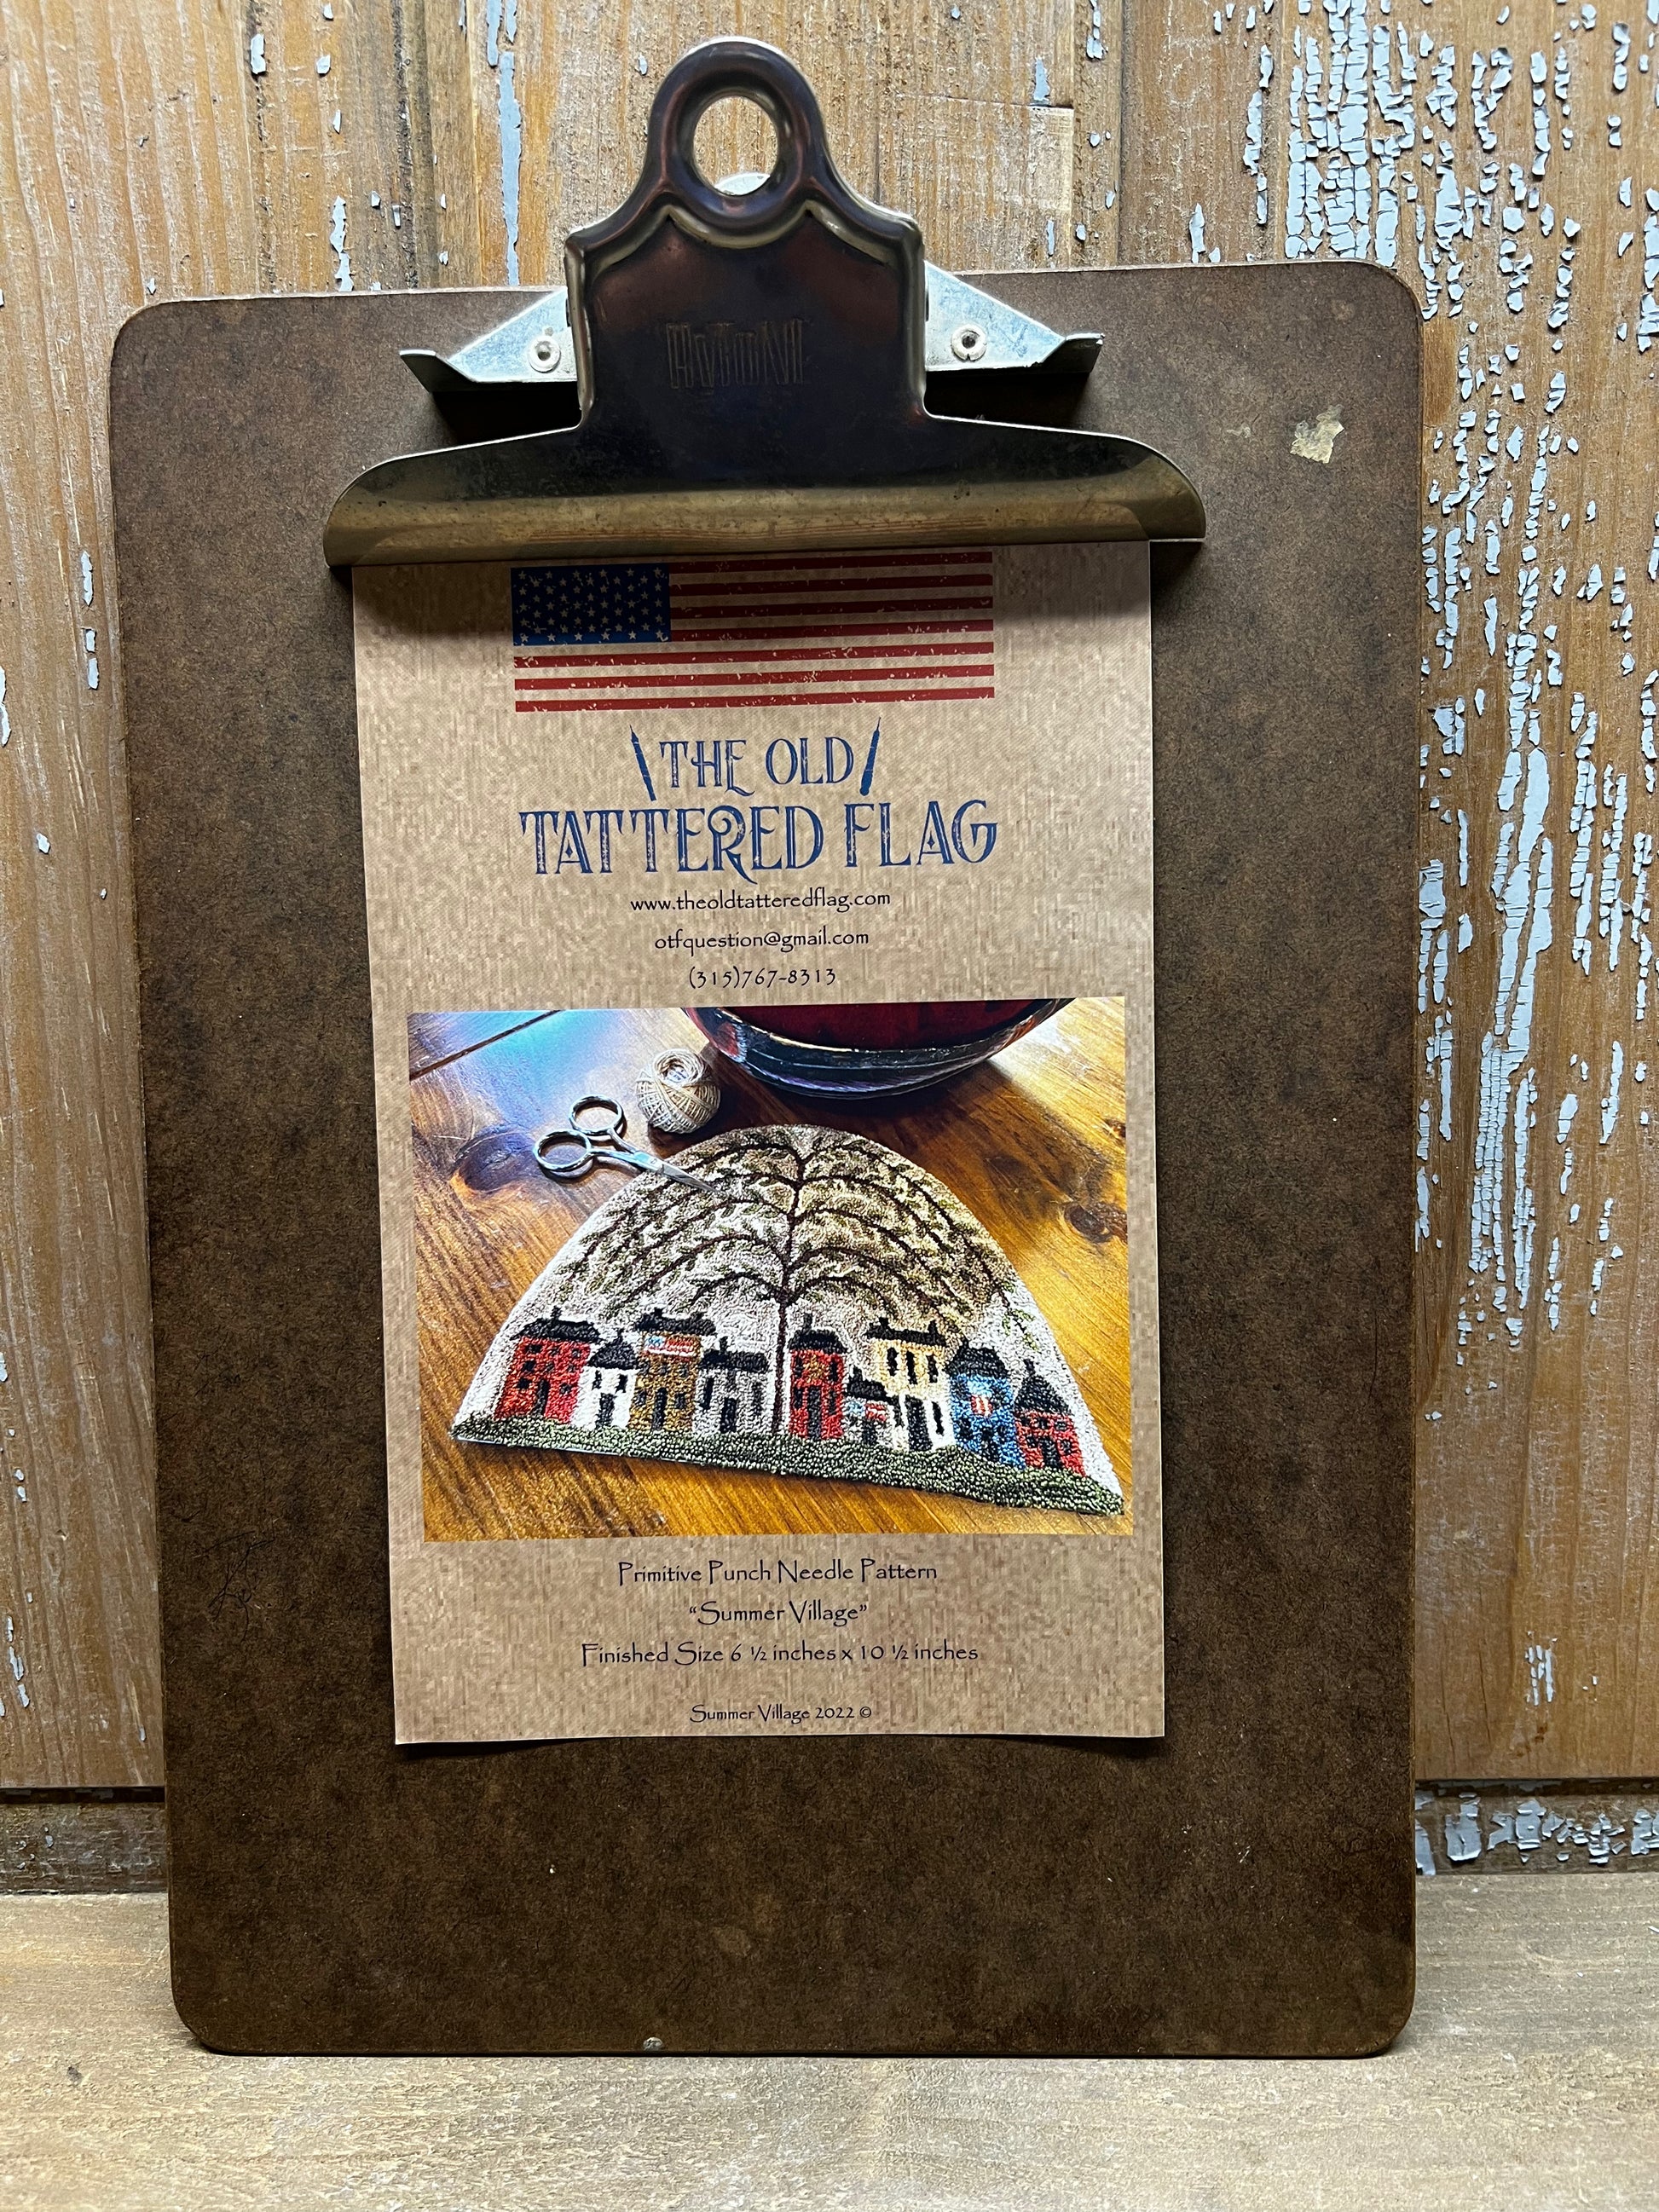 THE OLD
TATTERED FLAG
www.theoldtatteredflag.com
otfquestion@gmail.com
(315)767-8313
Primitive Punch Needle Pattern
“Summer Village”
Finished Size 6 ½ inches x 10 ½ inches
Summer Village 2022 ©